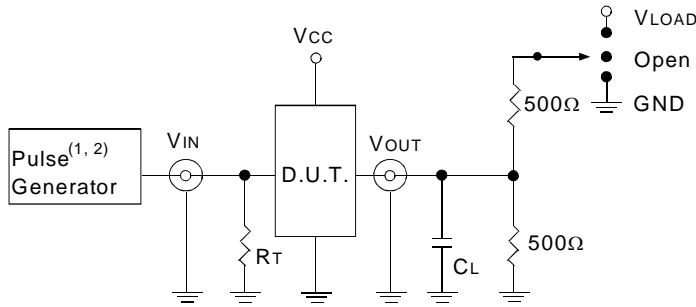 VLOAD
VCC
Open
500Ω
GND
VIN
VOUT
Pulse(1, 2)
Generator
D.U.T.
RT
CL
500Ω